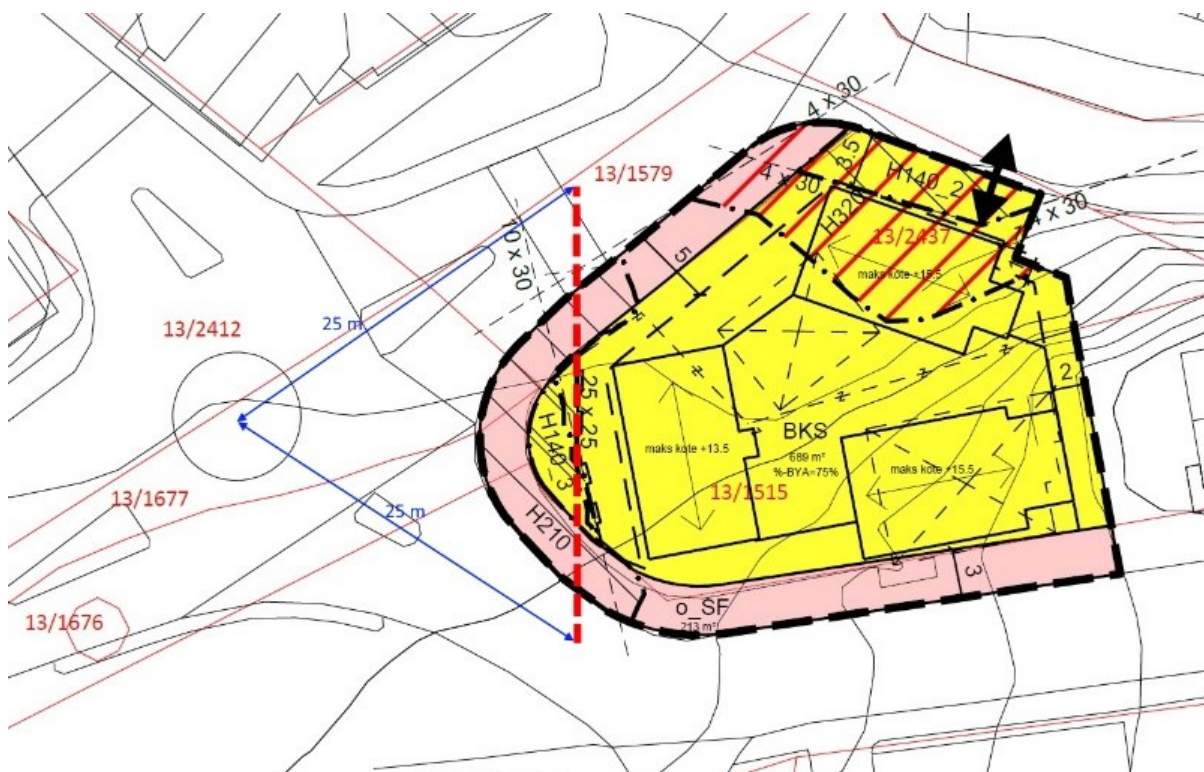 4 x 30
13/1579
3.5
4 x 30
H140_2
H320
4 x 30
13/2437
maks kote +15.5
10 x 30
5
13/2412
25 m
2
25 x 25
H140_3
maks kote +13.5
BKS
689 m²
%-BYA=75%
maks kote +15.5
13/1515
13/1677
25 m
H210
3
o_SF
213 m²
13/1676